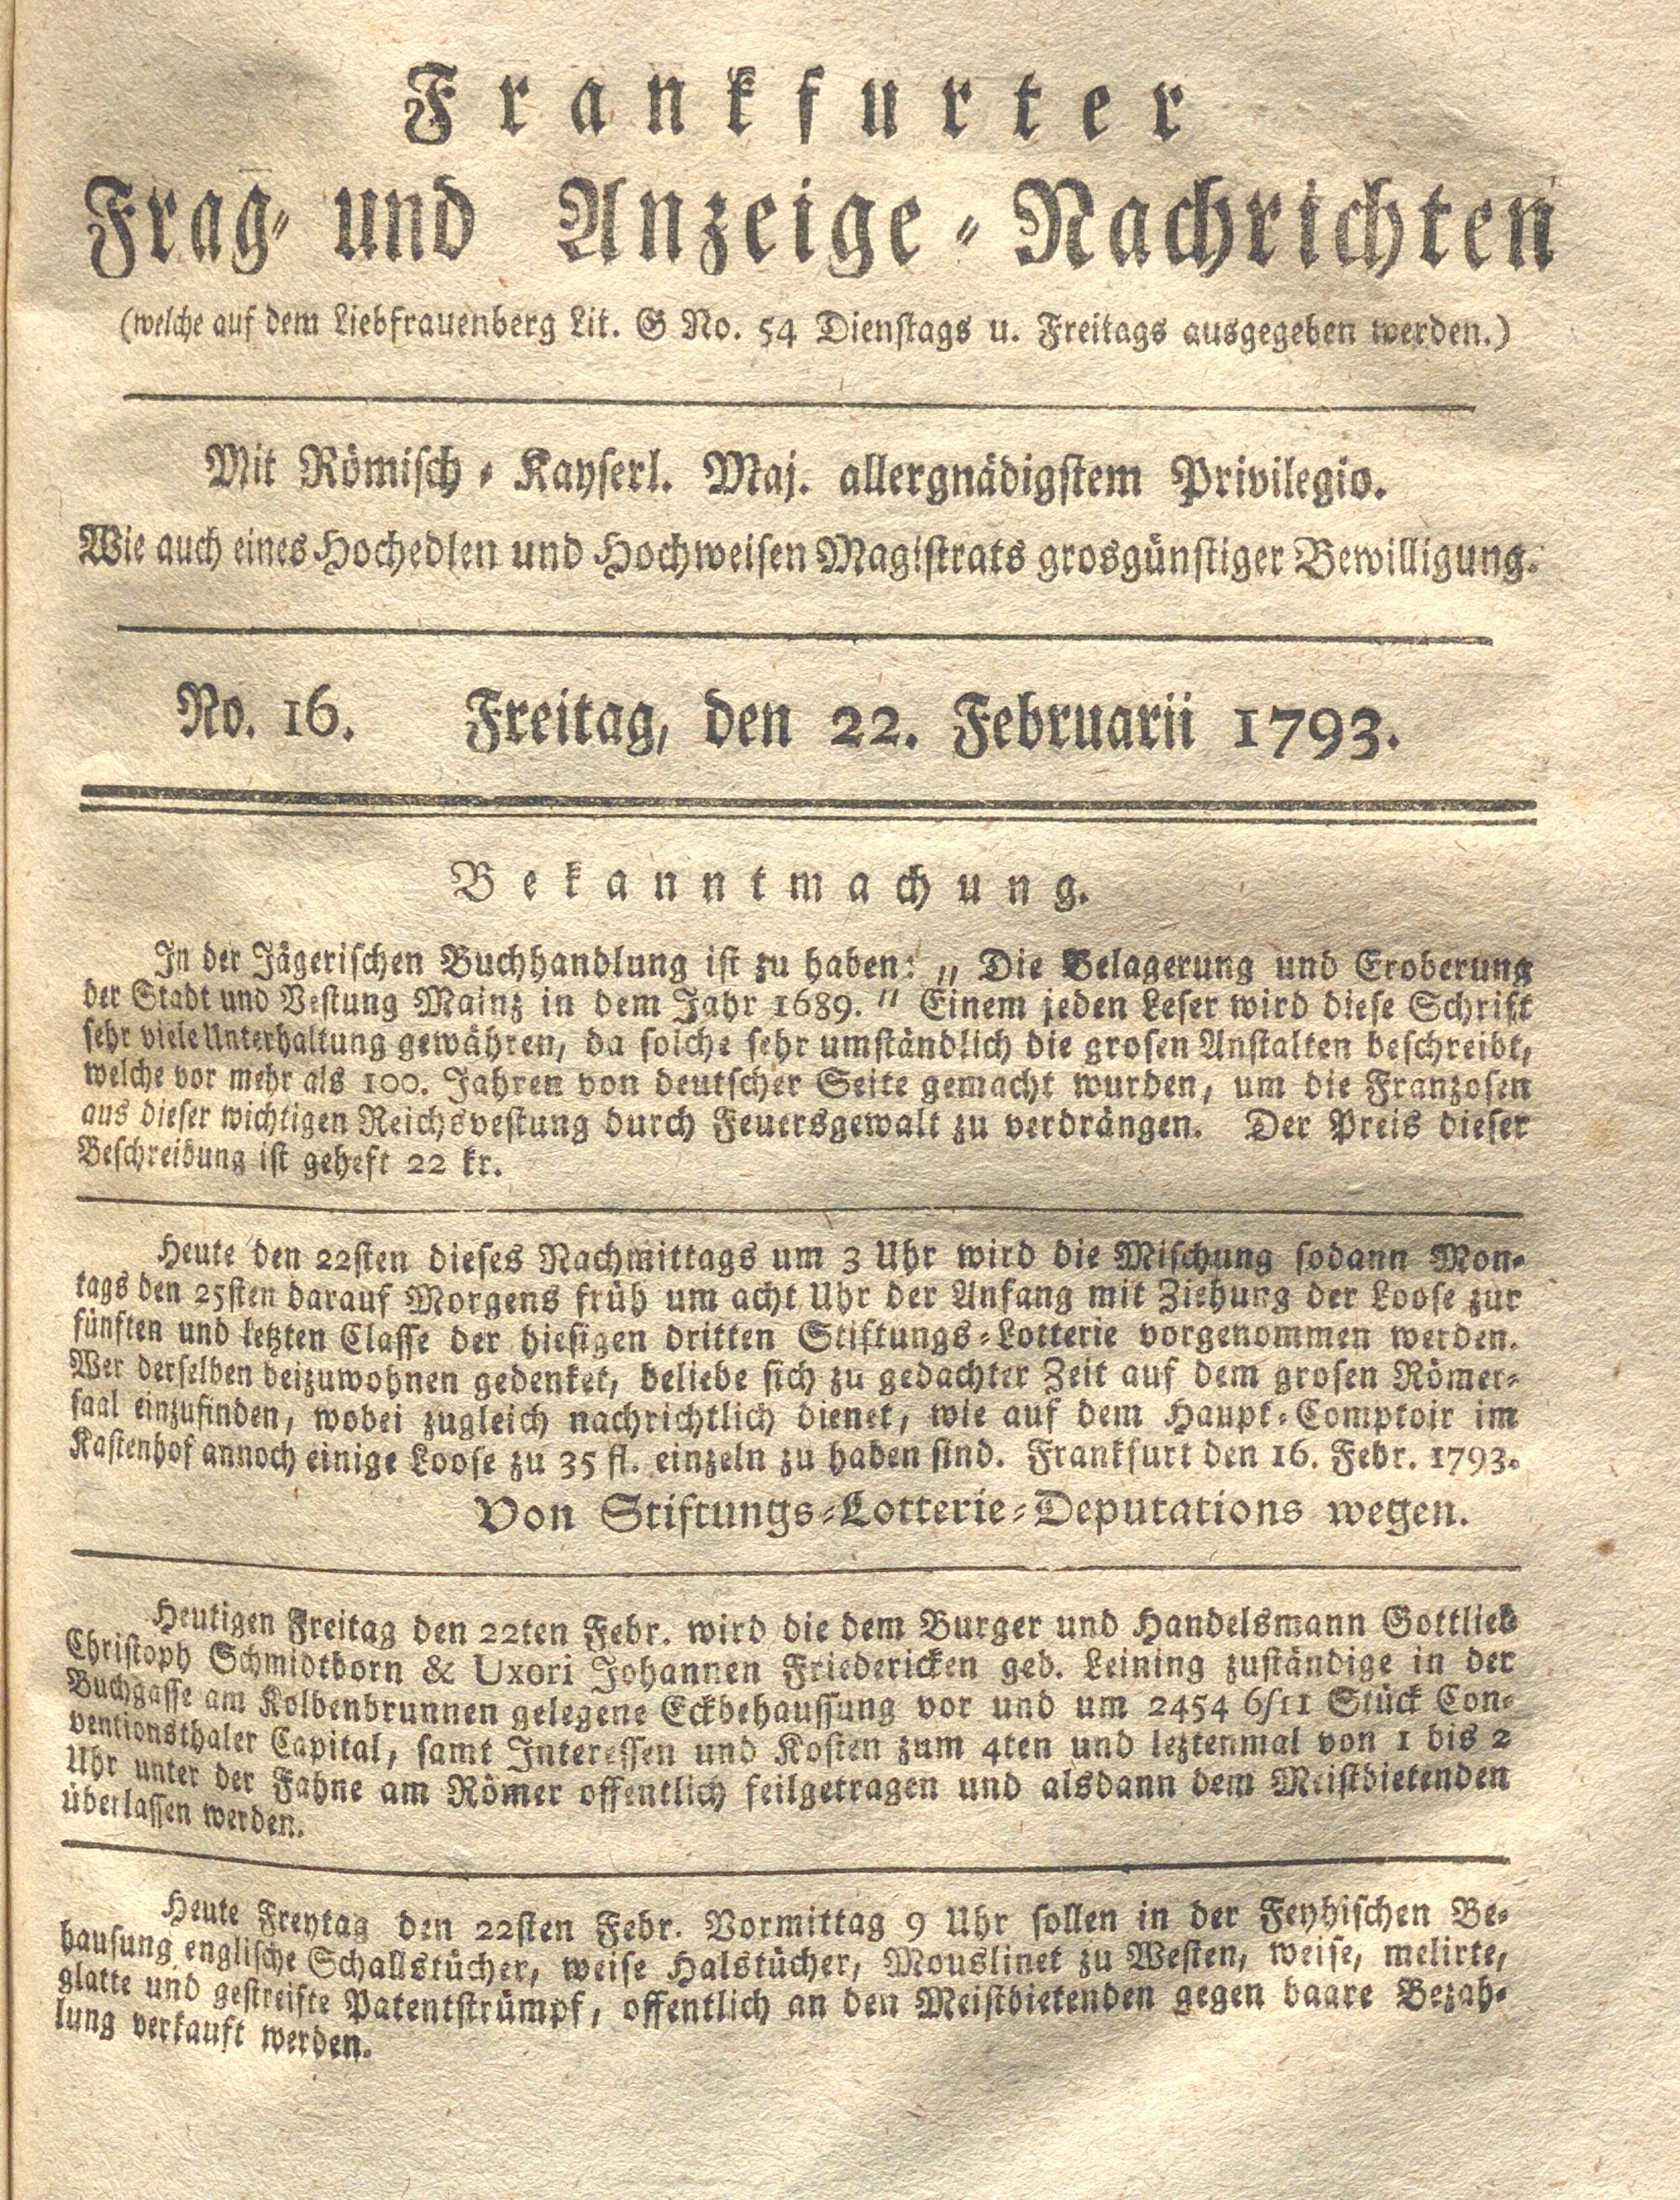 Frankfurter
Frag- und Anzeige-Nachrichten
(welche auf dem Liebfrauenberg Lit. G No. 54 Dienstags u. Freitags ausgegeben werden.)
Mit Römisch-Kayserl. Maj. allergnädigstem Privilegio.
Wie auch eines Hochedlen und Hochweisen Magistrats grosgünstiger Bewilligung.
No. 16. Freitag, den 22. Februarii 1793.
Bekanntmachung.
In der Jägerischen Buchhandlung ist zu haben: „Die Belagerung und Eroberung
der Stadt und Vestung Mainz in dem Jahr 1689.“ Einem jeden Leser wird diese Schrift
sehr viele Unterhaltung gewähren, da solche sehr umständlich die grosen Anstalten beschreibt,
welche vor mehr als 100. Jahren von deutscher Seite gemacht wurden, um die Franzosen
aus dieser wichtigen Reichsvestung durch Feuersgewalt zu verdrängen. Der Preis dieser
Beschreibung ist geheft 22 kr.
Heute den 22sten dieses Nachmittags um 3 Uhr wird die Mischung sodann Mon-
tags den 25sten darauf Morgens früh um acht Uhr der Anfang mit Ziehung der Loose zur
fünften und letzten Classe der hiesigen dritten Stiftungs-Lotterie vorgenommen werden.
Wer derselben beizuwohnen gedenket, beliebe sich zu gedachter Zeit auf dem grosen Römer-
saal einzufinden, wobei zugleich nachrichtlich dienet, wie auf dem Haupt-Comptoir im
Kastenhof annoch einige Loose zu 35 fl. einzeln zu haben sind. Frankfurt den 16. Febr. 1793.
Von Stiftungs-Lotterie-Deputations wegen.
Heutigen Freitag den 22ten Febr. wird die dem Burger und Handelsmann Gottlieb
Christoph Schmidtborn & Uxori Johannen Friedericken geb. Leining zuständige in der
Buchgasse am Kolbenbrunnen gelegene Eckbehaussung vor und um 2454 6/11 Stück Con-
ventionsthaler Capital, samt Interessen und Kosten zum 4ten und leztenmal von 1 bis 2
Uhr unter der Fahne am Römer offentlich feilgetragen und alsdann dem Meistbietenden
überlassen werden.
Heute Freytag den 22sten Febr. Vormittag 9 Uhr sollen in der Feyhischen Be-
hausung englische Schallstücher, weise Halstücher, Mouslinet zu Westen, weise, melirte,
glatte und gestreifte Patentstrümpf, offentlich an den Meistbietenden gegen baare Bezah-
lung verkauft werden.